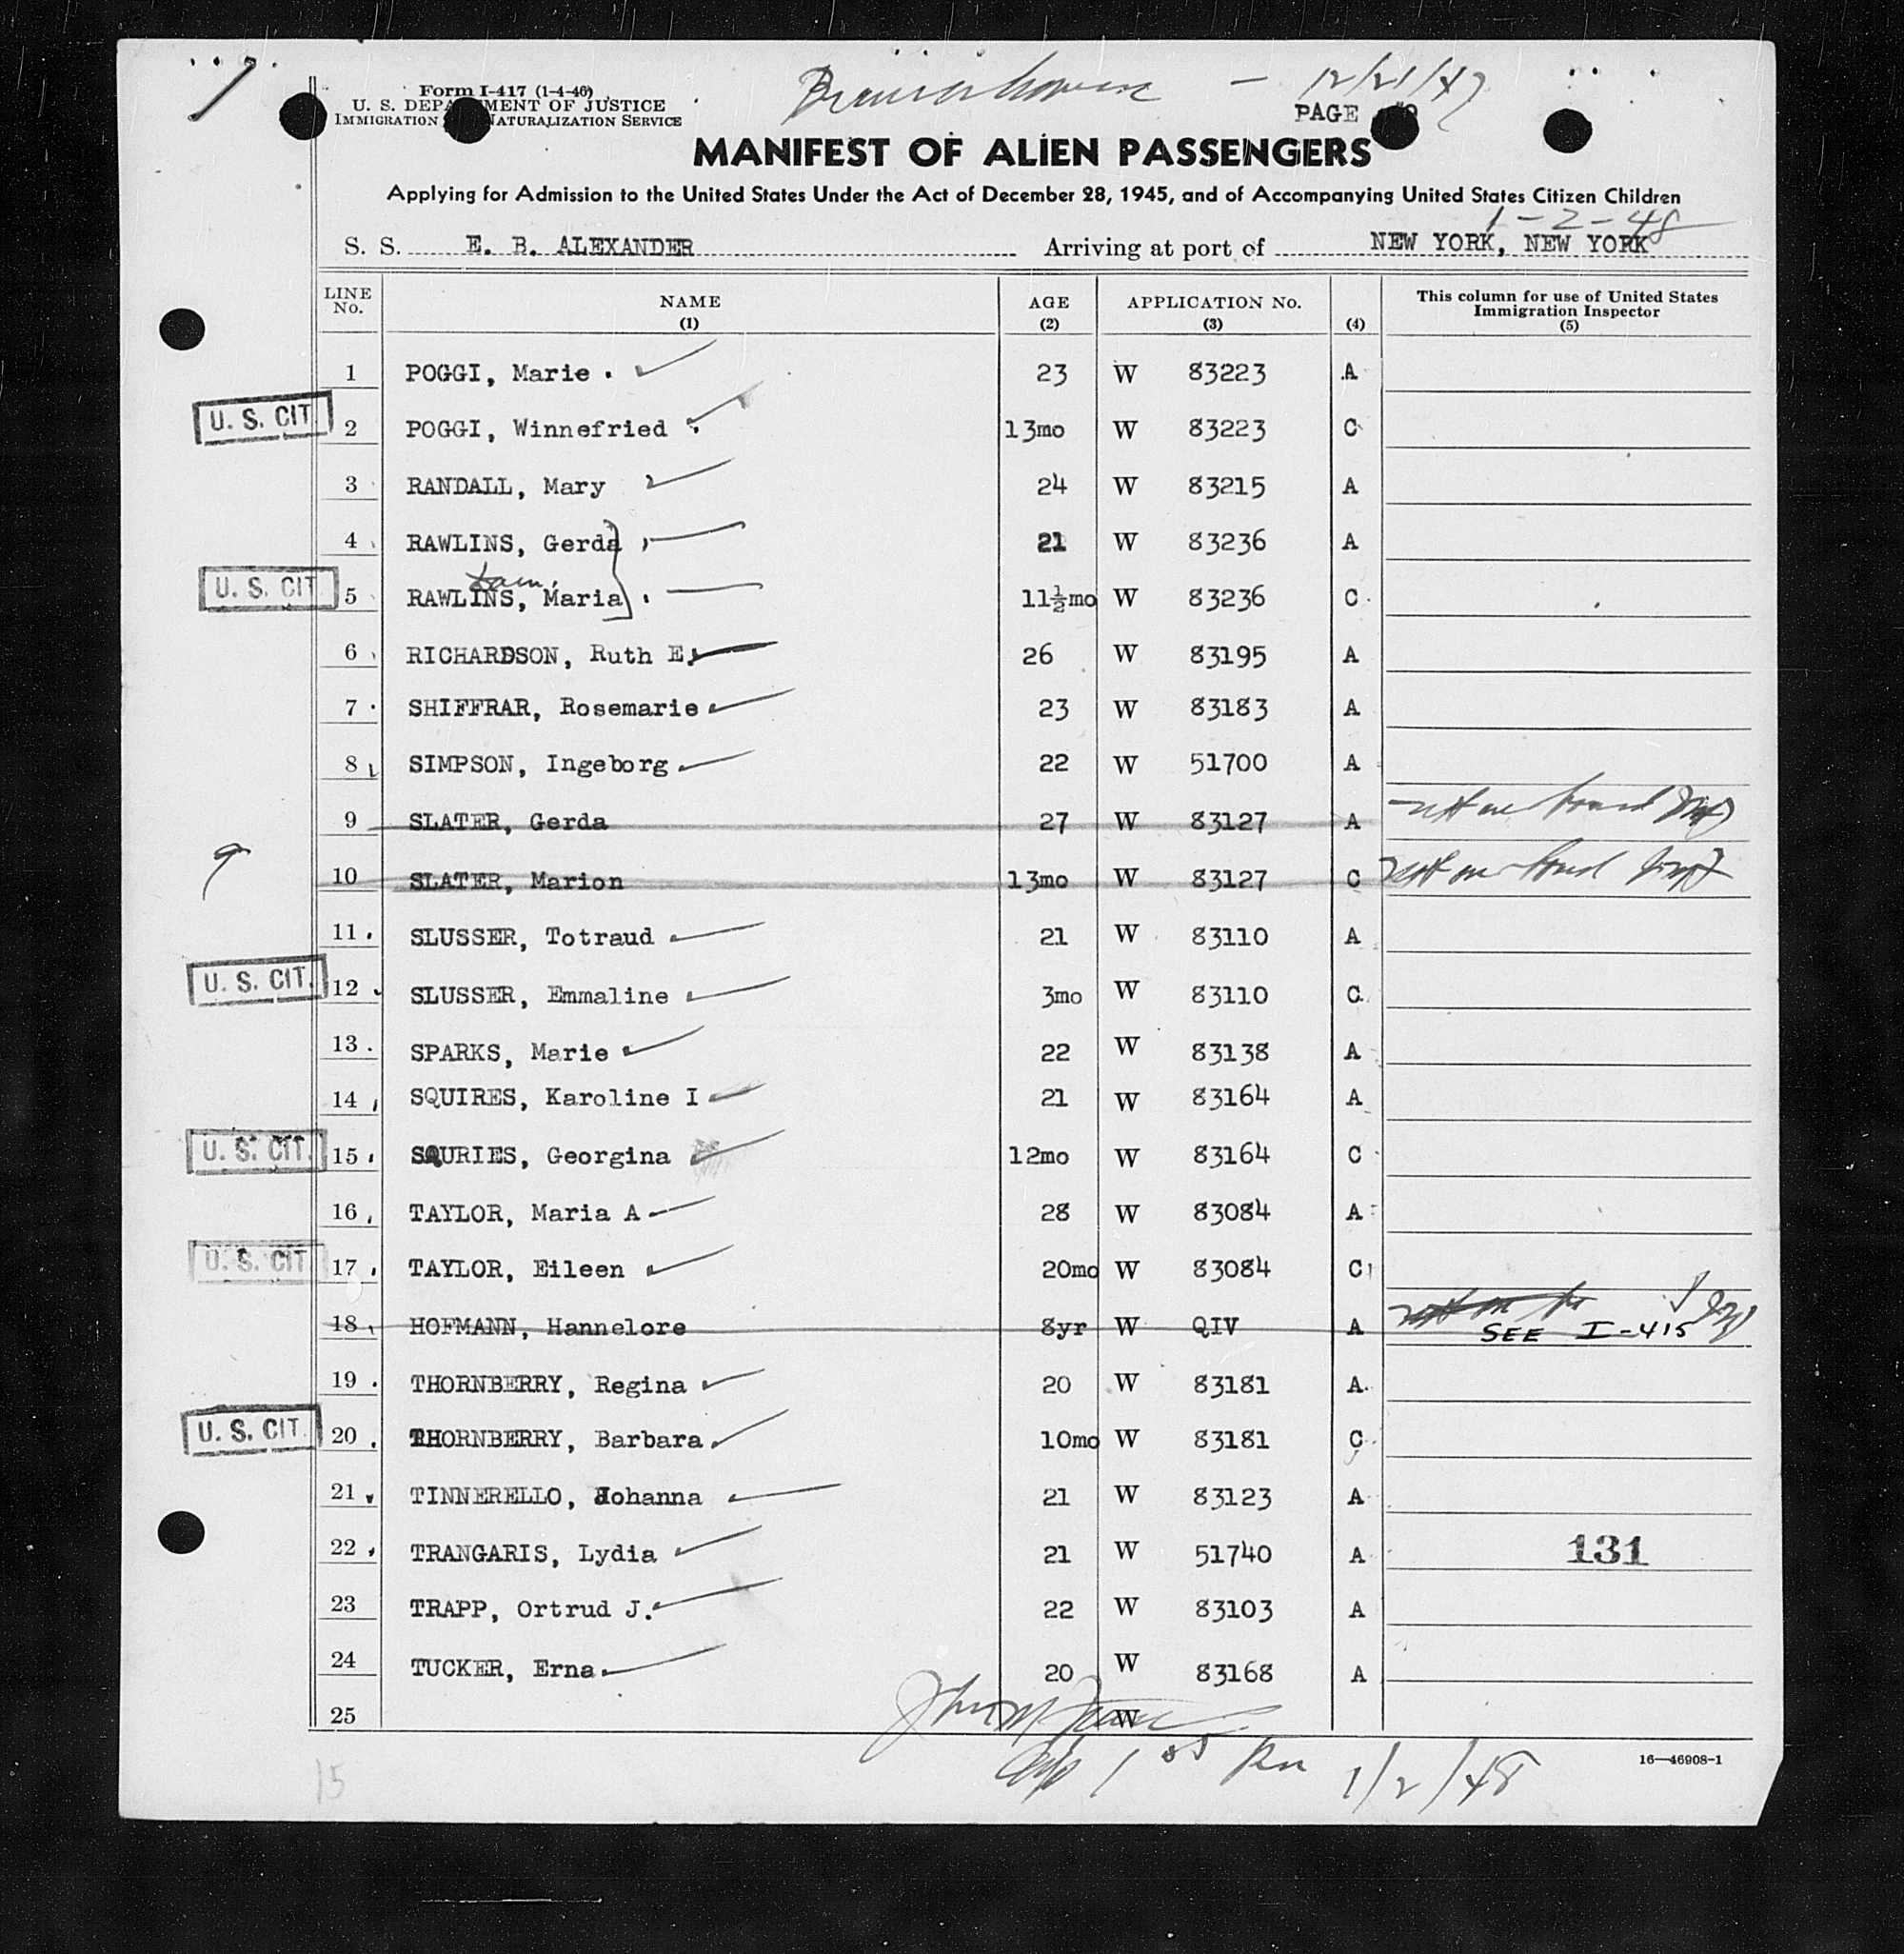 Bremerhaven - 12/21/47
Form I-417 (1-4-46)
U. S. DEPARTMENT OF JUSTICE
IMMIGRATION NATURALIZATION SERVICE
PAGE
MANIFEST OF ALIEN PASSENGERS
Applying for Admission to the United States Under the Act of December 28, 1945, and of Accompanying United States Citizen Children
1-2-48
S. S. E. B. ALEXANDER Arriving at port of NEW YORK, NEW YORK
LINE No. NAME (1) AGE (2) APPLICATION No. (3) (4) This column for use of United States Immigration Inspector (5)
1 POGGI, Marie 23 W 83223 A
U. S. CIT 2 POGGI, Winnefried 13mo W 83223 C
3 RANDALL, Mary 24 W 83215 A
4 RAWLINS, Gerda 21 W 83236 A
U. S. CIT 5 RAWLINS, Maria 11½mo W 83236 C
6 RICHARDSON, Ruth E. 26 W 83195 A
7 SHIFFRAR, Rosemarie 23 W 83183 A
8 SIMPSON, Ingeborg 22 W 51700 A
9 SLATER, Gerda 27 W 83127 A not on board
10 SLATER, Marion 13mo W 83127 C not on board
9
11 SLUSSER, Totraud 21 W 83110 A
U. S. CIT. 12 SLUSSER, Emmaline 3mo W 83110 C
13 SPARKS, Marie 22 W 83138 A
14 SQUIRES, Karoline I 21 W 83164 A
U. S. CIT. 15 SQURIES, Georgina 12mo W 83164 C
16 TAYLOR, Maria A 28 W 83084 A
U. S. CIT 17 TAYLOR, Eileen 20mo W 83084 C
18 HOFMANN, Hannelore 8yr W QIV A SEE I-415
19 THORNBERRY, Regina 20 W 83181 A
U. S. CIT. 20 THORNBERRY, Barbara 10mo W 83181 C
21 TINNERELLO, Johanna 21 W 83123 A
22 TRANGARIS, Lydia 21 W 51740 A 131
23 TRAPP, Ortrud J. 22 W 83103 A
24 TUCKER, Erna 20 W 83168 A
25 W
16—46908-1
1/2/48
15